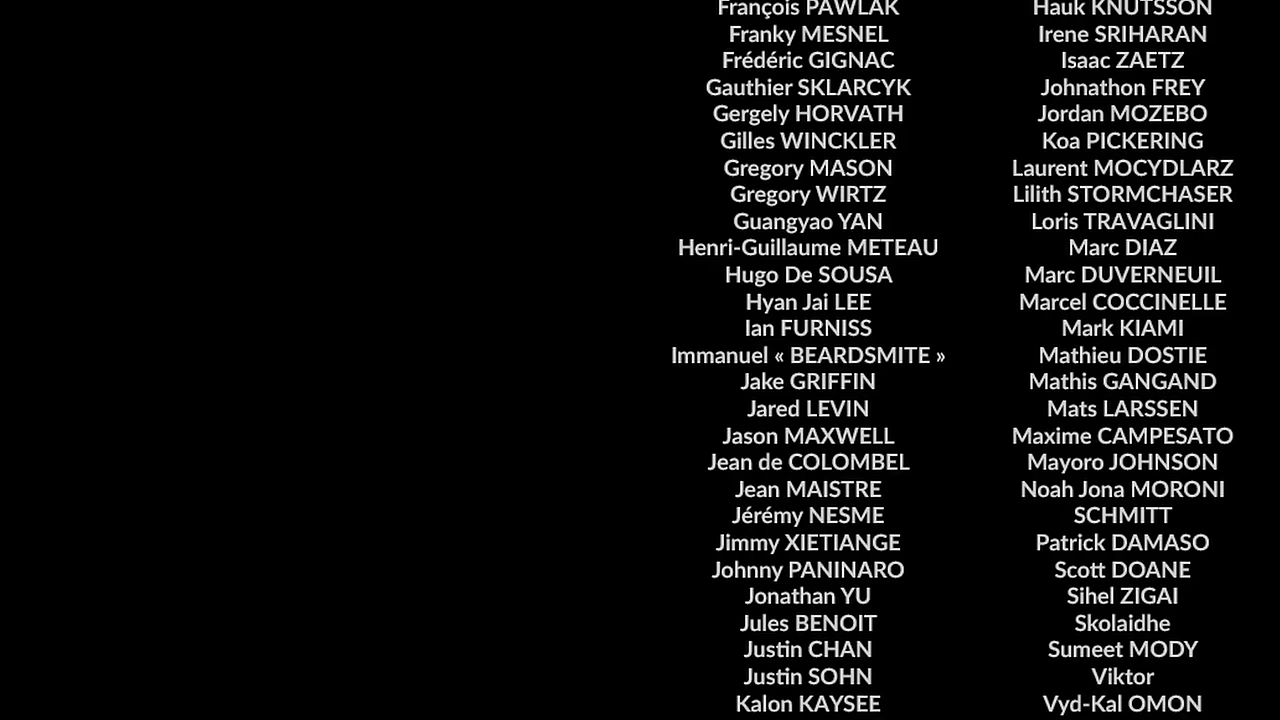 François PAWLAK
Franky MESNEL
Frédéric GIGNAC
Gauthier SKLARCYK
Gergely HORVATH
Gilles WINCKLER
Gregory MASON
Gregory WIRTZ
Guangyao YAN
Henri-Guillaume METEAU
Hugo De SOUSA
Hyan Jai LEE
Ian FURNISS
Immanuel « BEARDSMITE »
Jake GRIFFIN
Jared LEVIN
Jason MAXWELL
Jean de COLOMBEL
Jean MAISTRE
Jérémy NESME
Jimmy XIETIANGE
Johnny PANINARO
Jonathan YU
Jules BENOIT
Justin CHAN
Justin SOHN
Kalon KAYSEE
Hauk KNUTSSON
Irene SRIHARAN
Isaac ZAETZ
Johnathon FREY
Jordan MOZEBO
Koa PICKERING
Laurent MOCYDLARZ
Lilith STORMCHASER
Loris TRAVAGLINI
Marc DIAZ
Marc DUVERNEUIL
Marcel COCCINELLE
Mark KIAMI
Mathieu DOSTIE
Mathis GANGAND
Mats LARSSEN
Maxime CAMPESATO
Mayoro JOHNSON
Noah Jona MORONI
SCHMITT
Patrick DAMASO
Scott DOANE
Sihel ZIGAI
Skolaidhe
Sumeet MODY
Viktor
Vyd-Kal OMON